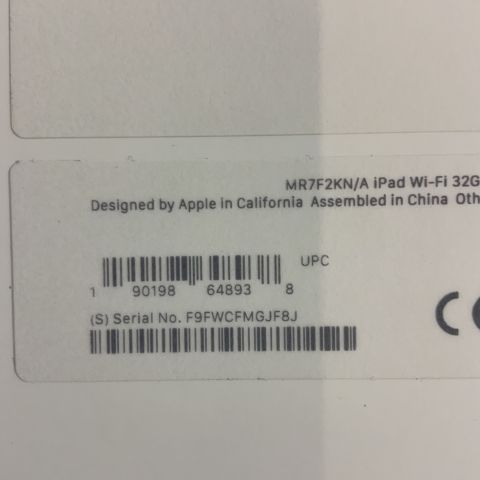 MR7F2KN/A iPad Wi-Fi 32G
Designed by Apple in California Assembled in China Oth
UPC
1 90198 64893 8
(S) Serial No. F9FWCFMGJF8J
CE